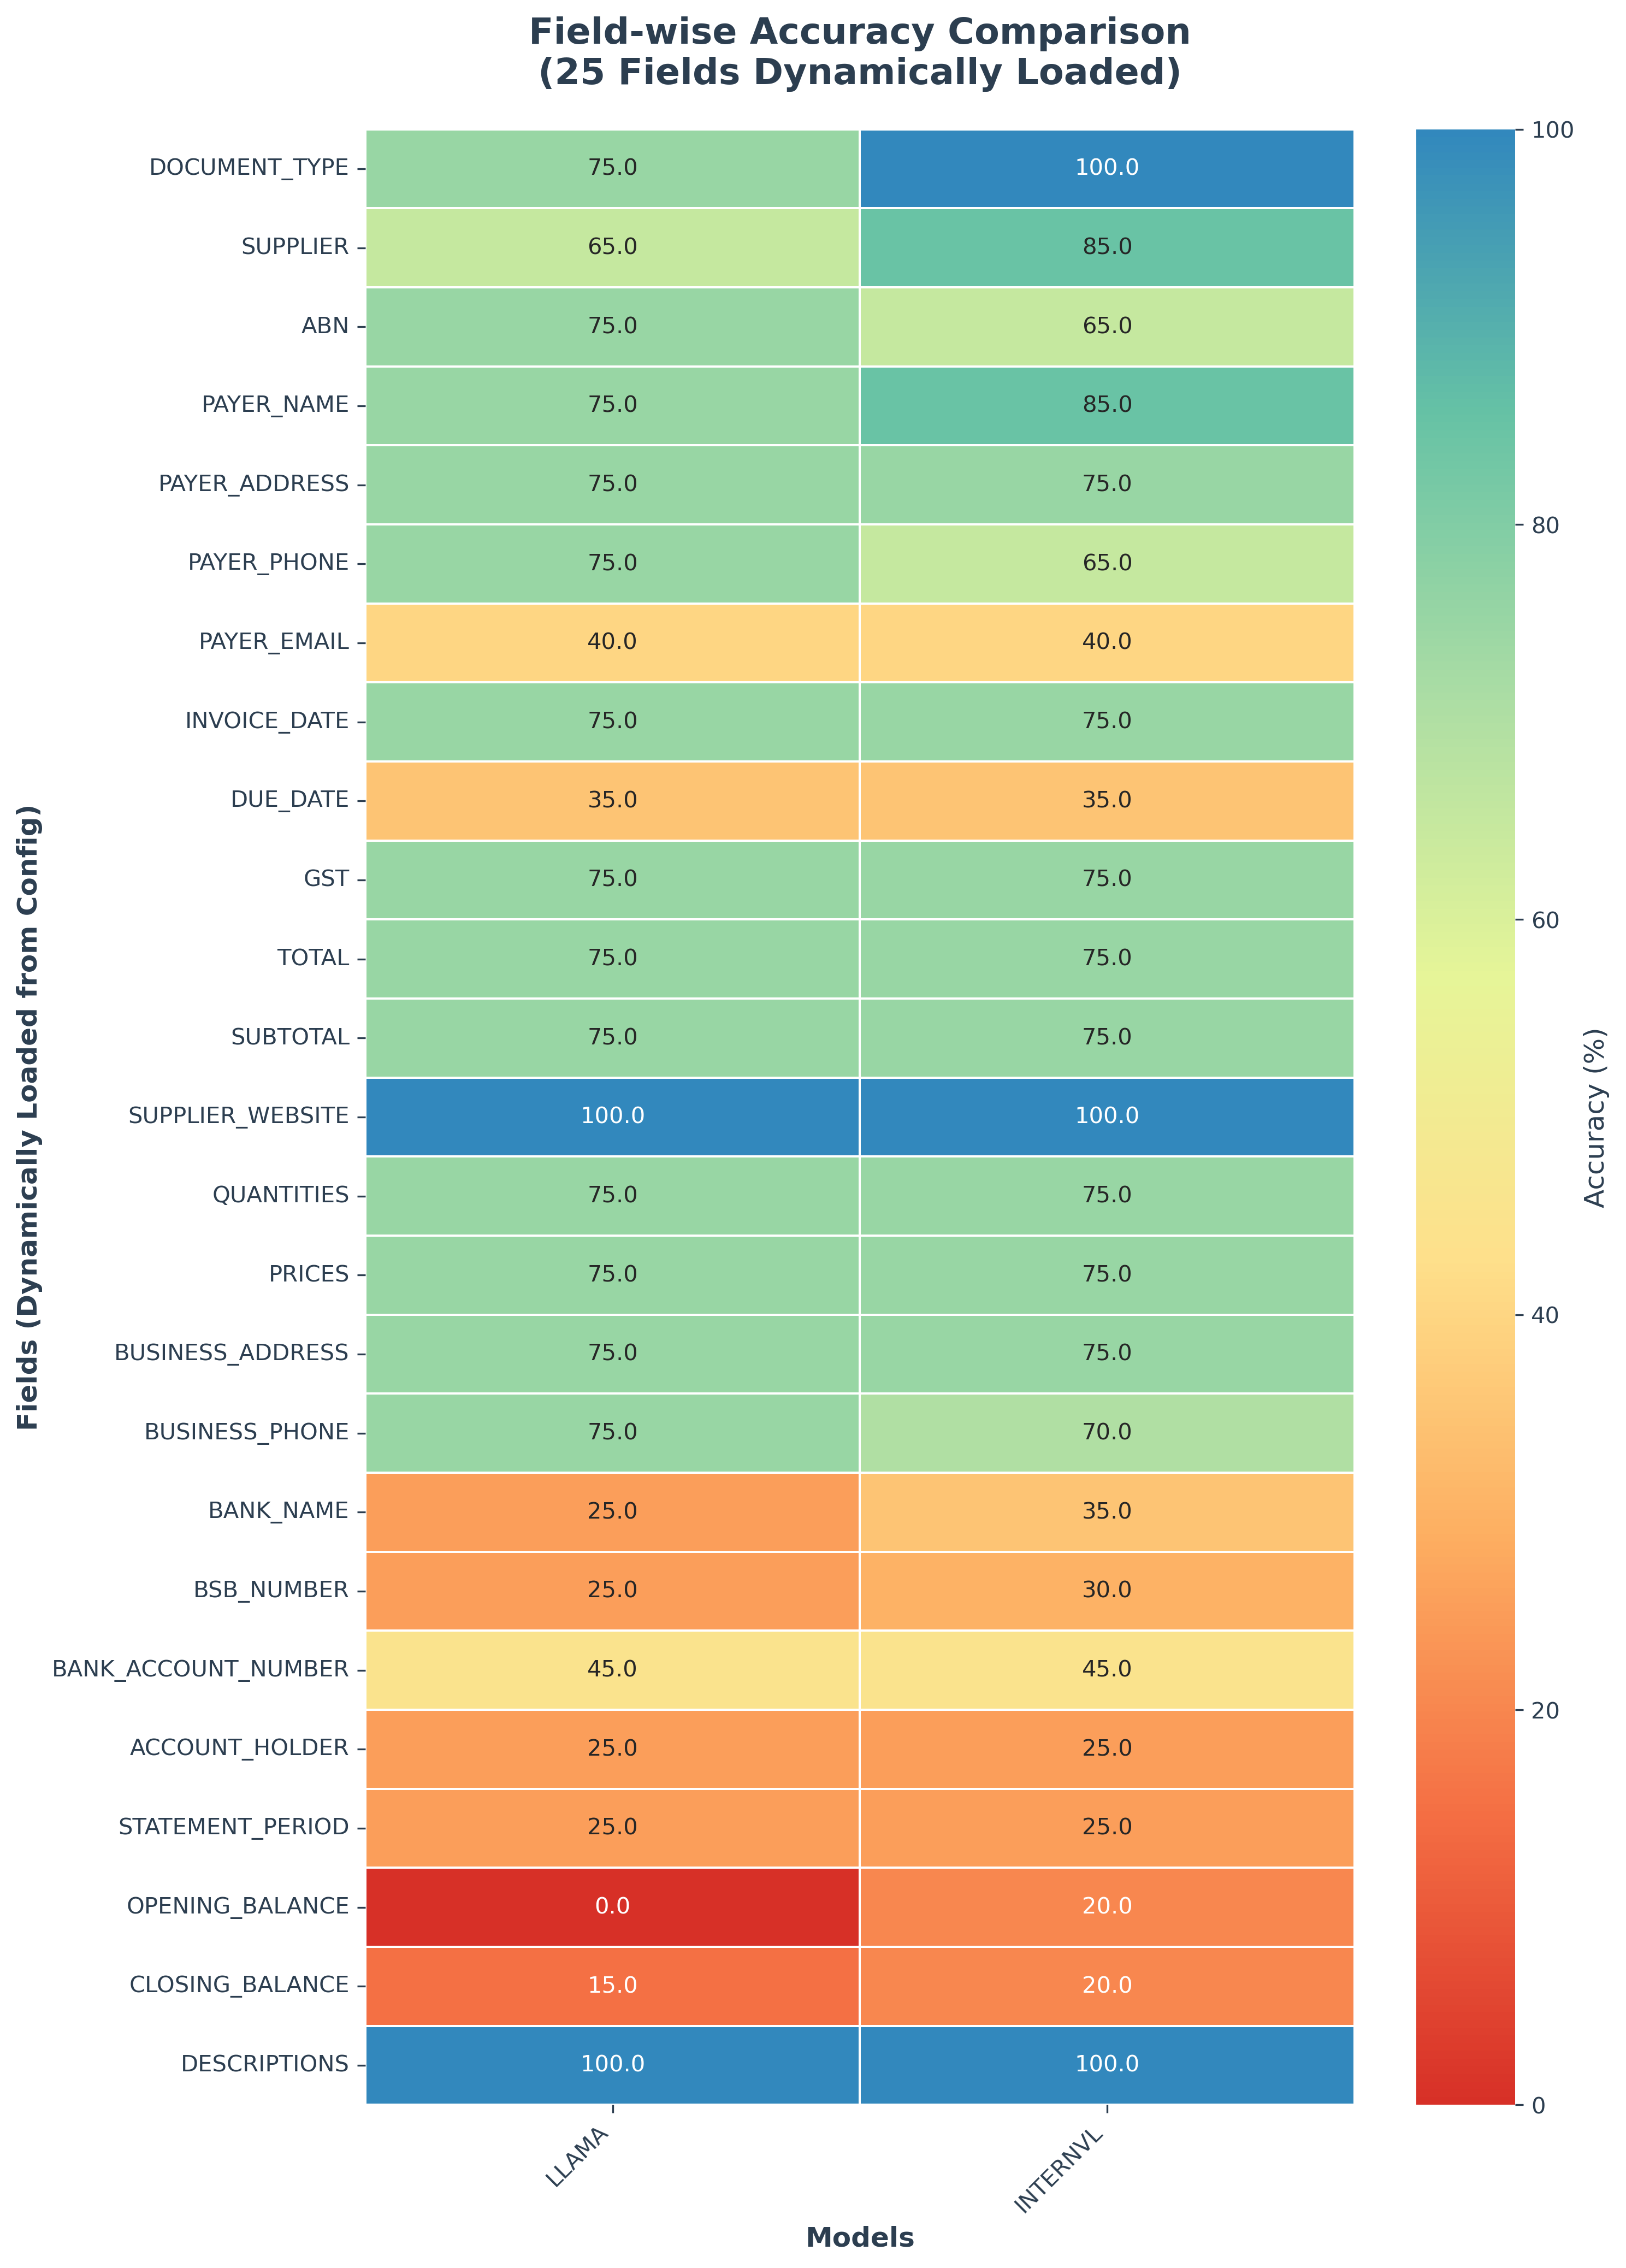 Field-wise Accuracy Comparison
(25 Fields Dynamically Loaded)
Fields (Dynamically Loaded from Config)
DOCUMENT_TYPE 75.0 100.0
SUPPLIER 65.0 85.0
ABN 75.0 65.0
PAYER_NAME 75.0 85.0
PAYER_ADDRESS 75.0 75.0
PAYER_PHONE 75.0 65.0
PAYER_EMAIL 40.0 40.0
INVOICE_DATE 75.0 75.0
DUE_DATE 35.0 35.0
GST 75.0 75.0
TOTAL 75.0 75.0
SUBTOTAL 75.0 75.0
SUPPLIER_WEBSITE 100.0 100.0
QUANTITIES 75.0 75.0
PRICES 75.0 75.0
BUSINESS_ADDRESS 75.0 75.0
BUSINESS_PHONE 75.0 70.0
BANK_NAME 25.0 35.0
BSB_NUMBER 25.0 30.0
BANK_ACCOUNT_NUMBER 45.0 45.0
ACCOUNT_HOLDER 25.0 25.0
STATEMENT_PERIOD 25.0 25.0
OPENING_BALANCE 0.0 20.0
CLOSING_BALANCE 15.0 20.0
DESCRIPTIONS 100.0 100.0
LLAMA INTERNVL
Models
100
80
60
40
20
0
Accuracy (%)